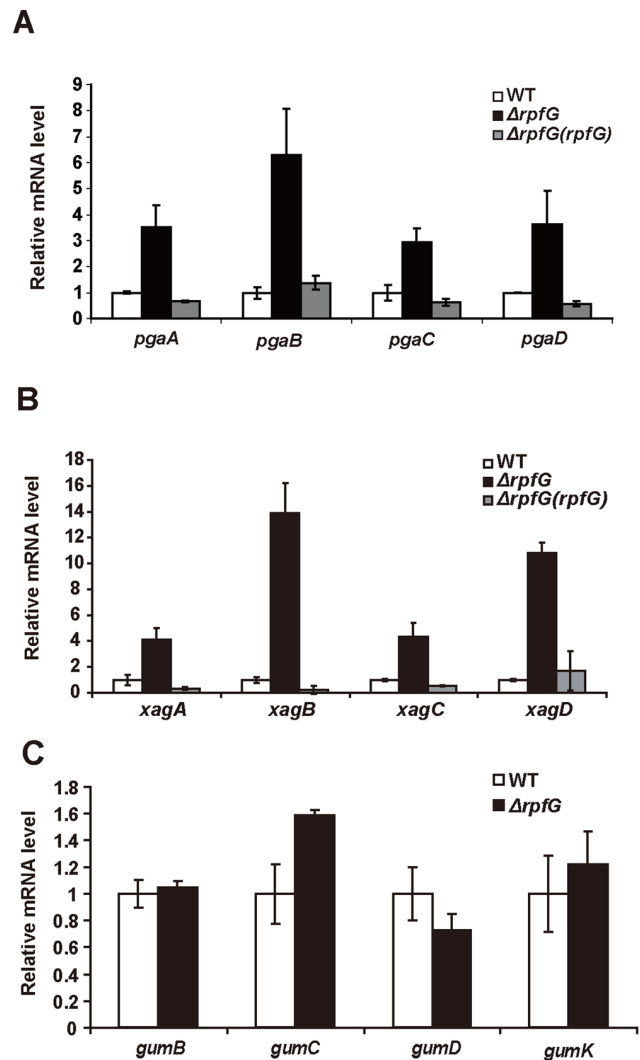 A
Relative mRNA level
9
8
7
6
5
4
3
2
1
0
WT
ΔrpfG
ΔrpfG(rpfG)
pgaA pgaB pgaC pgaD
B
Relative mRNA level
18
16
14
12
10
8
6
4
2
0
WT
ΔrpfG
ΔrpfG(rpfG)
xagA xagB xagC xagD
C
Relative mRNA level
1.8
1.6
1.4
1.2
1
0.8
0.6
0.4
0.2
0
WT
ΔrpfG
gumB gumC gumD gumK